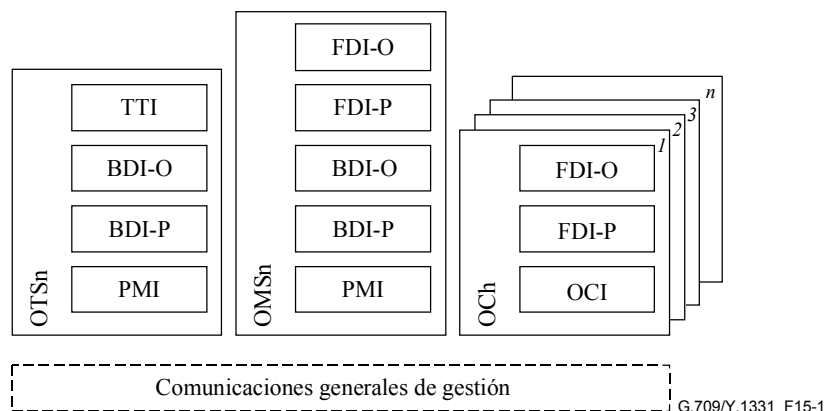 OTSn
TTI
BDI-O
BDI-P
PMI
OMSn
FDI-O
FDI-P
BDI-O
BDI-P
PMI
OCh
1
2
3
n
FDI-O
FDI-P
OCI
Comunicaciones generales de gestión
G.709/Y.1331_F15-1